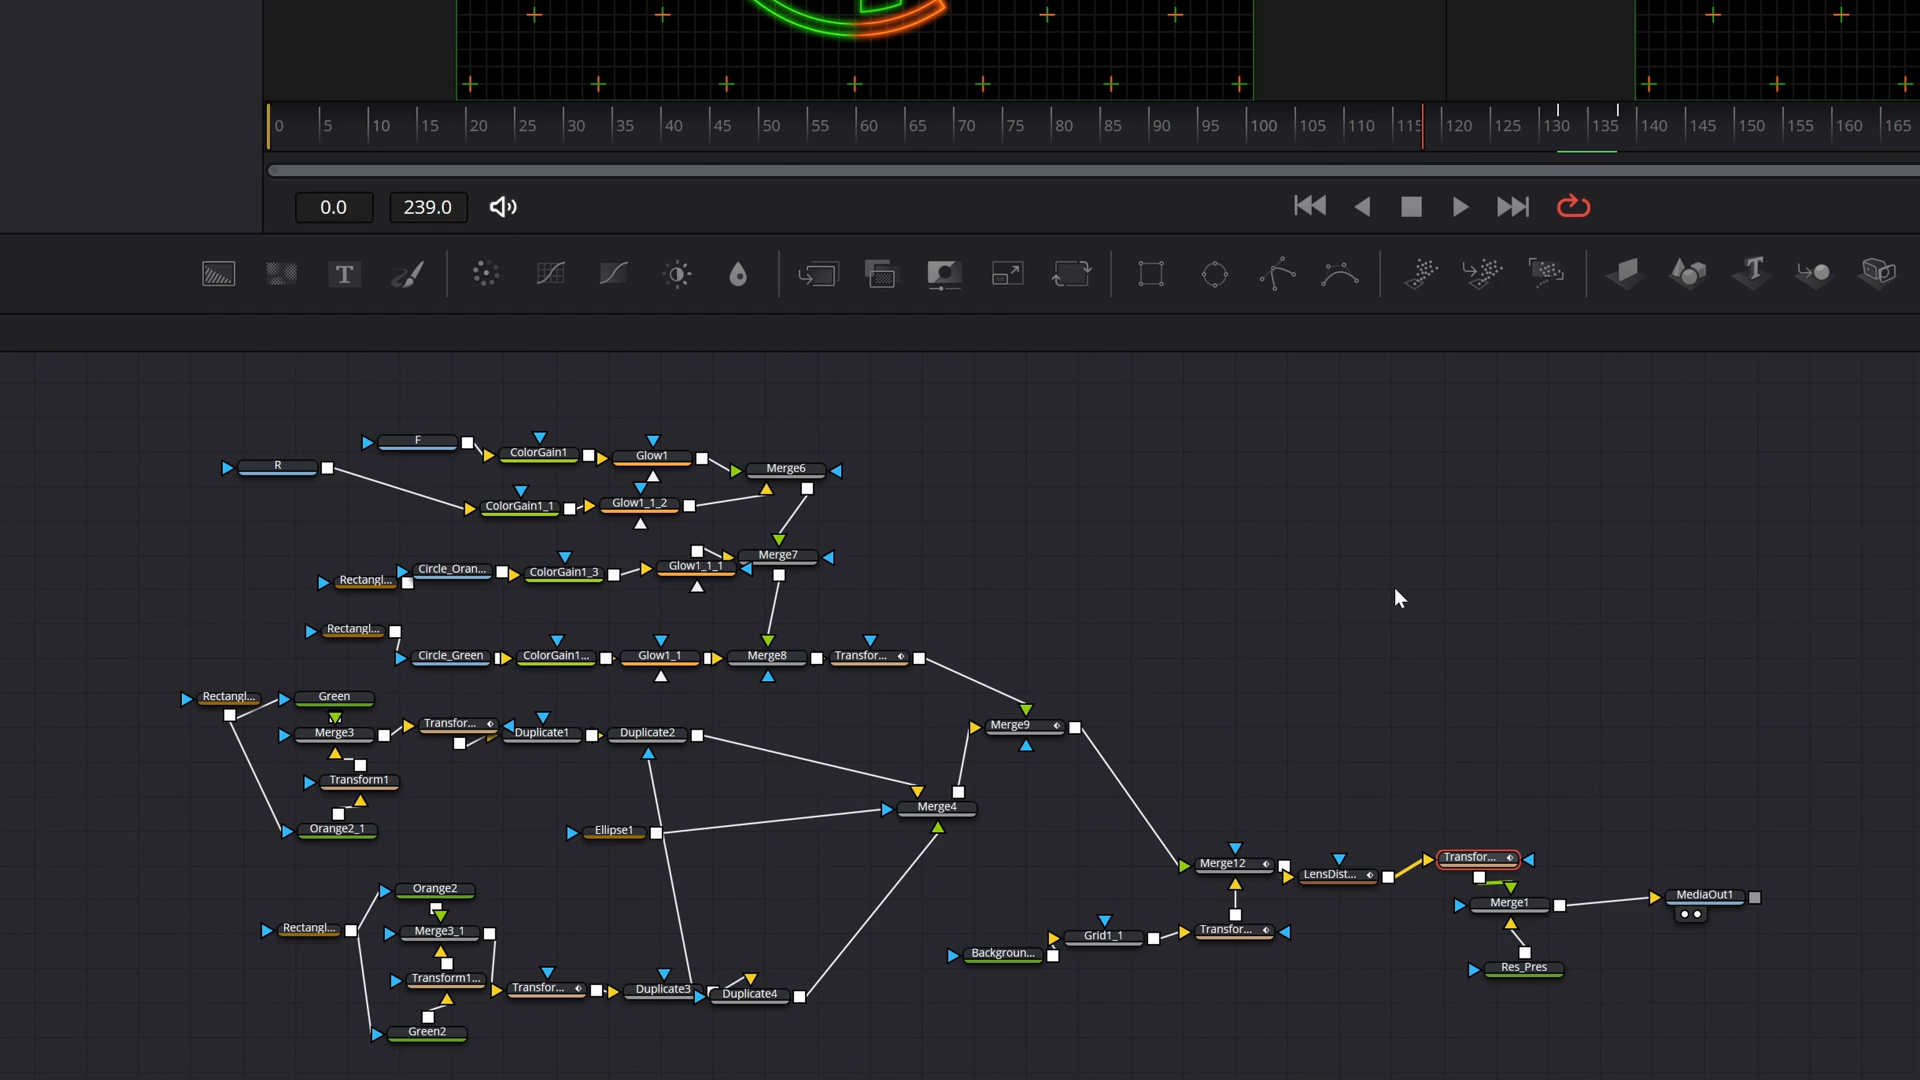 0 5 10 15 20 25 30 35 40 45 50 55 60 65 70 75 80 85 90 95 100 105 110 115 120 125 130 135 140 145 150 155 160 165
0.0 239.0
T
T
F
R
ColorGain1
Glow1
Merge6
ColorGain1_1
Glow1_1_2
Merge7
Rectangl...
Circle_Oran...
ColorGain1_3
Glow1_1_1
Rectangl...
Circle_Green
ColorGain1...
Glow1_1
Merge8
Transfor...
Rectangl...
Green
Merge3
Transfor...
Duplicate1
Duplicate2
Merge9
Transform1
Orange2_1
Ellipse1
Merge4
Merge12
LensDist...
Transfor...
Orange2
Merge1
MediaOut1
Rectangl...
Merge3_1
Backgroun...
Grid1_1
Transfor...
Res_Pres
Transform1...
Transfor...
Duplicate3
Duplicate4
Green2